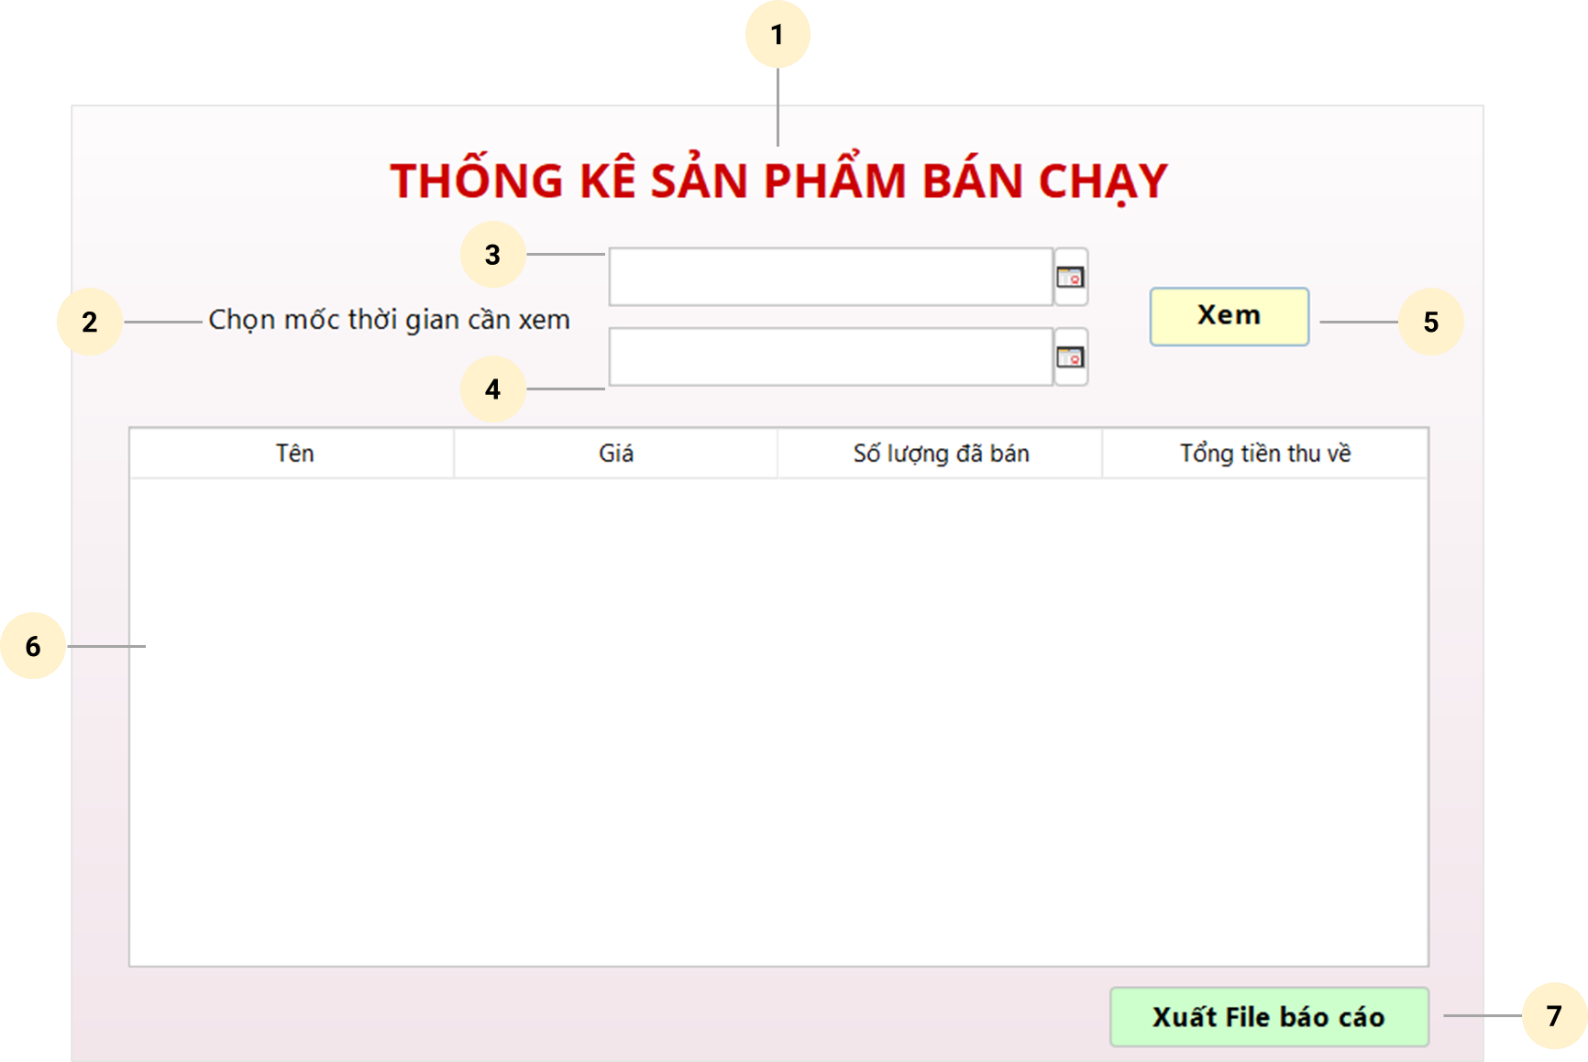 1
THỐNG KÊ SẢN PHẨM BÁN CHẠY
3
2
Chọn mốc thời gian cần xem
Xem
5
4
Tên Giá Số lượng đã bán Tổng tiền thu về
6
Xuất File báo cáo
7